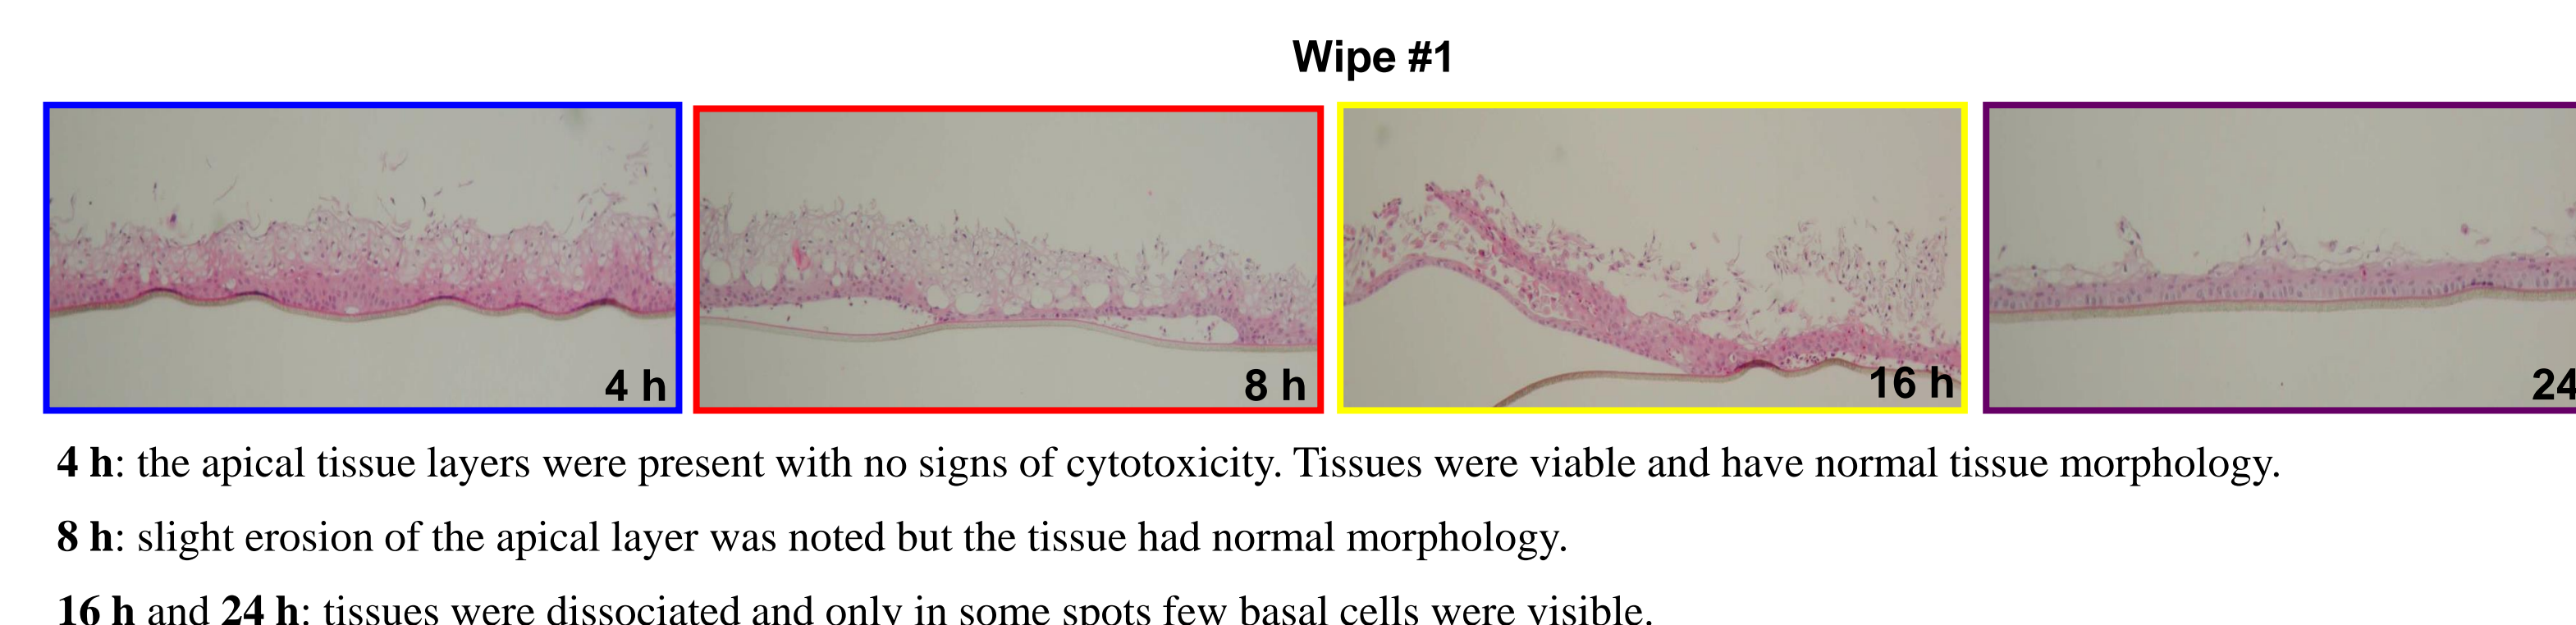 Wipe #1
4 h
8 h
16 h
24
4 h: the apical tissue layers were present with no signs of cytotoxicity. Tissues were viable and have normal tissue morphology.
8 h: slight erosion of the apical layer was noted but the tissue had normal morphology.
16 h and 24 h: tissues were dissociated and only in some spots few basal cells were visible.